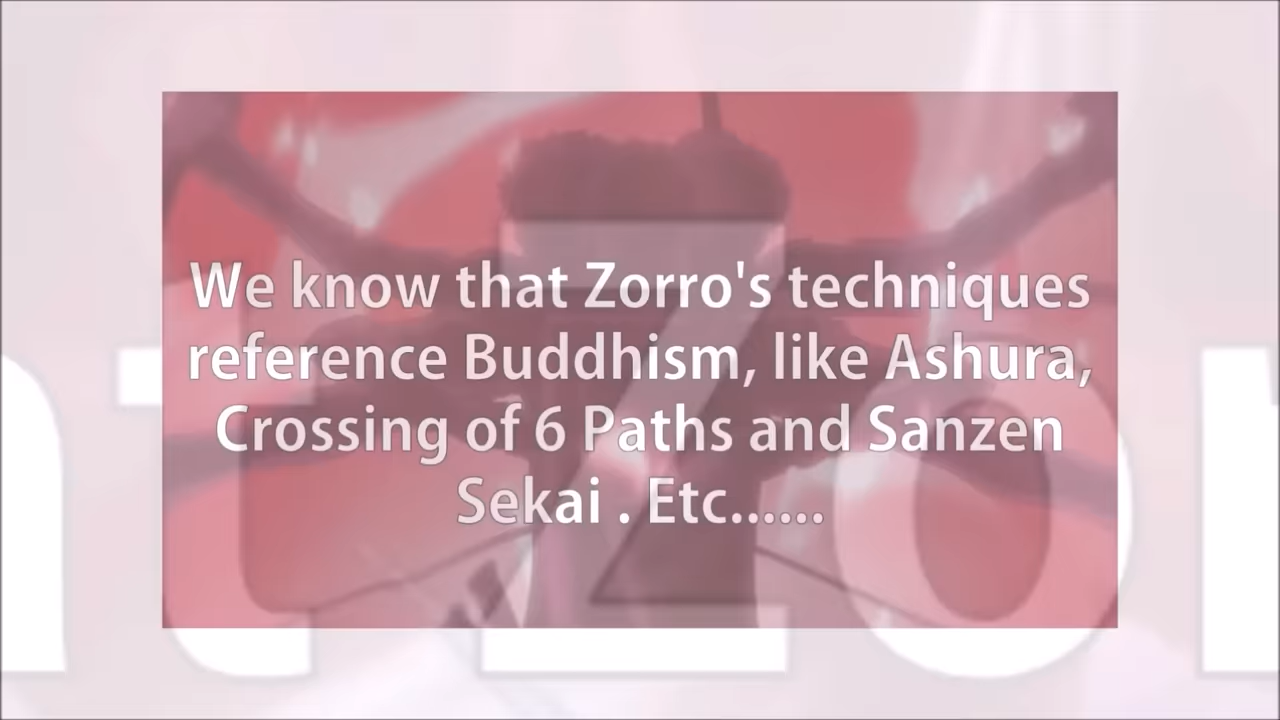 We know that Zorro's techniques
reference Buddhism, like Ashura,
Crossing of 6 Paths and Sanzen
Sekai . Etc......